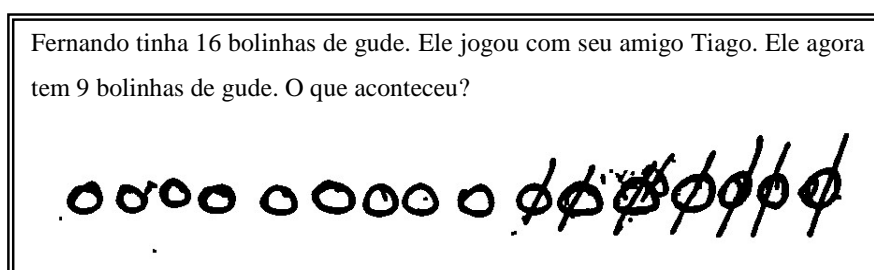 Fernando tinha 16 bolinhas de gude. Ele jogou com seu amigo Tiago. Ele agora
tem 9 bolinhas de gude. O que aconteceu?